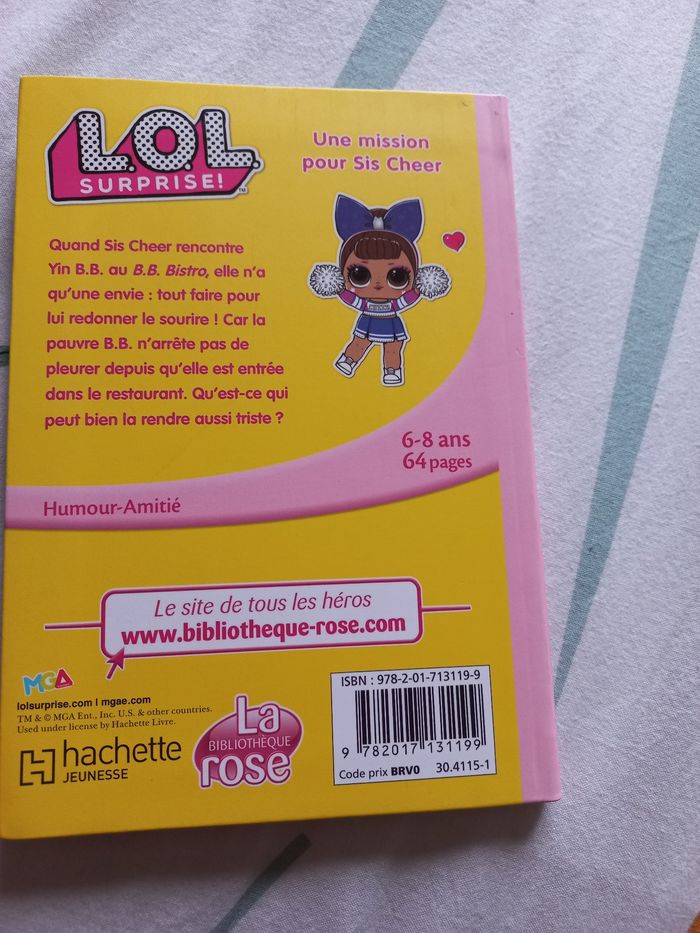 L.O.L.
SURPRISE!™
Une mission
pour Sis Cheer
Quand Sis Cheer rencontre
Yin B.B. au B.B. Bistro, elle n'a
qu'une envie : tout faire pour
lui redonner le sourire ! Car la
pauvre B.B. n'arrête pas de
pleurer depuis qu'elle est entrée
dans le restaurant. Qu'est-ce qui
peut bien la rendre aussi triste ?
6-8 ans
64 pages
Humour-Amitié
Le site de tous les héros
www.bibliotheque-rose.com
MGA
lolsurprise.com | mgae.com
TM & © MGA Ent., Inc. U.S. & other countries.
Used under license by Hachette Livre.
hachette
JEUNESSE
La
BIBLIOTHÈQUE
rose
ISBN : 978-2-01-713119-9
9 782017 131199
Code prix BRV0 30.4115-1